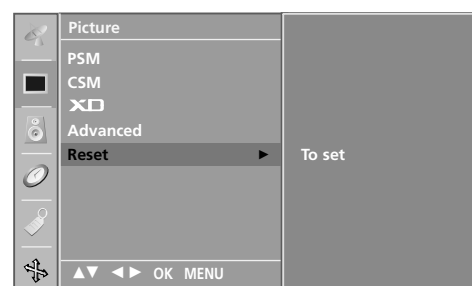 Picture
PSM
CSM
XD
Advanced
Reset ► To set
▲▼ ◄► OK MENU